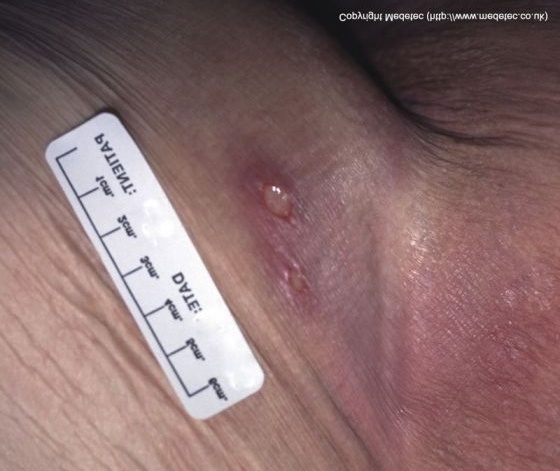 Copyright Medetec (http://www.medetec.co.uk)
PATIENT:
DATE:
1cm.
2cm.
3cm.
4cm.
5cm.
6cm.